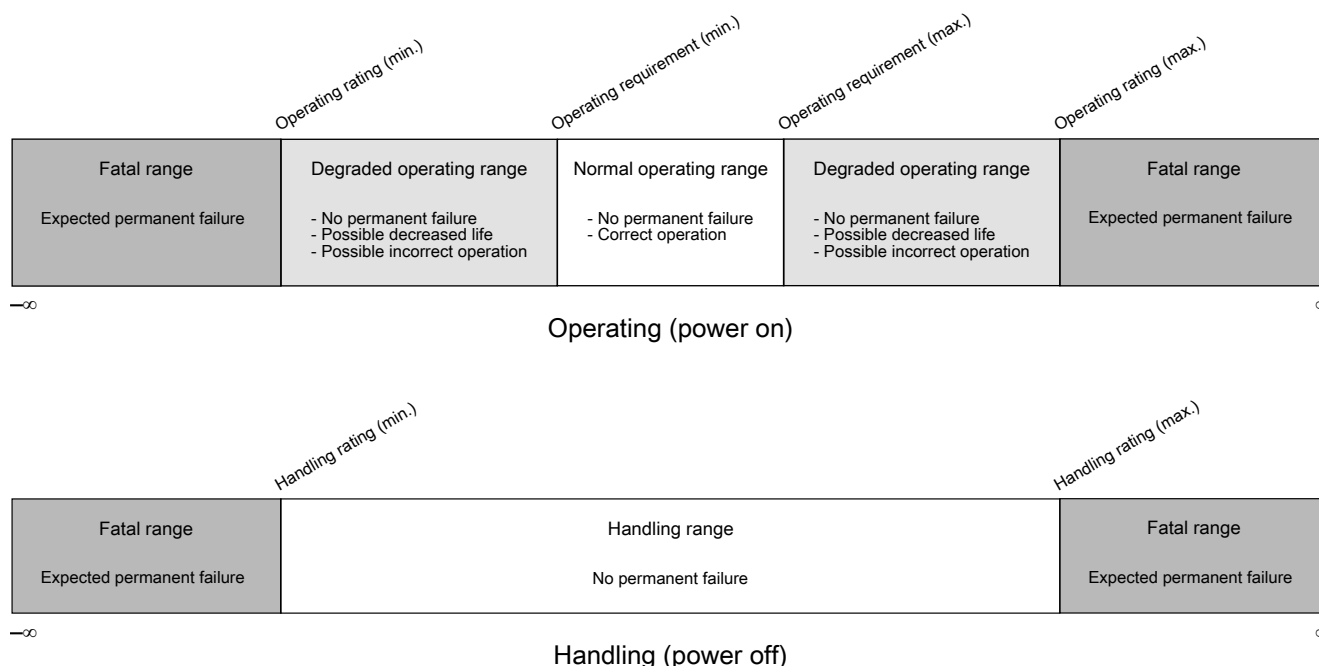 Operating rating (min.)
Operating requirement (min.)
Operating requirement (max.)
Operating rating (max.)
Fatal range
Degraded operating range
Normal operating range
Degraded operating range
Fatal range
Expected permanent failure
- No permanent failure
- Possible decreased life
- Possible incorrect operation
- No permanent failure
- Correct operation
- No permanent failure
- Possible decreased life
- Possible incorrect operation
Expected permanent failure
–∞
Operating (power on)
Handling rating (min.)
Handling rating (max.)
Fatal range
Handling range
Fatal range
Expected permanent failure
No permanent failure
Expected permanent failure
–∞
Handling (power off)